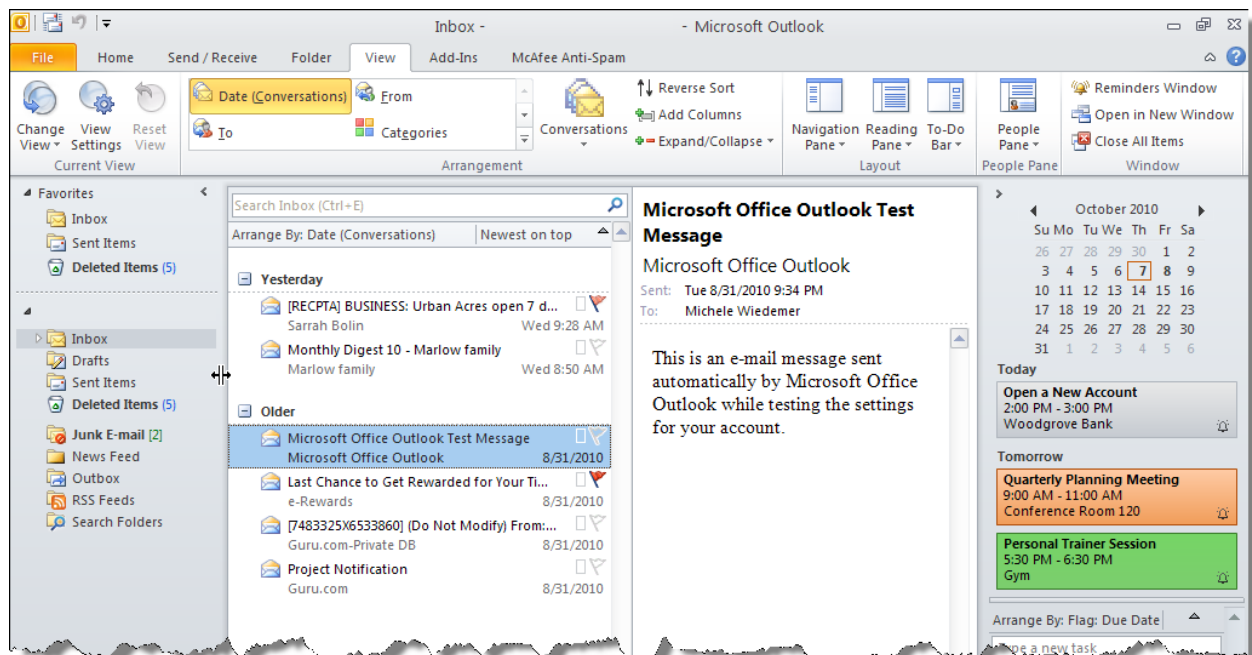 Inbox - - Microsoft Outlook
File Home Send / Receive Folder View Add-Ins McAfee Anti-Spam
Change View
View Settings
Reset View
Current View
Date (Conversations) From
To Categories
Conversations
Reverse Sort
Add Columns
Expand/Collapse
Arrangement
Navigation Pane
Reading Pane
To-Do Bar
Layout
People Pane
People Pane
Reminders Window
Open in New Window
Close All Items
Window
Favorites
Inbox
Sent Items
Deleted Items (5)
Inbox
Drafts
Sent Items
Deleted Items (5)
Junk E-mail [2]
News Feed
Outbox
RSS Feeds
Search Folders
Search Inbox (Ctrl+E)
Arrange By: Date (Conversations) Newest on top
Yesterday
[RECPTA] BUSINESS: Urban Acres open 7 d...
Sarrah Bolin Wed 9:28 AM
Monthly Digest 10 - Marlow family
Marlow family Wed 8:50 AM
Older
Microsoft Office Outlook Test Message
Microsoft Office Outlook 8/31/2010
Last Chance to Get Rewarded for Your Ti...
e-Rewards 8/31/2010
[7483325X6533860] (Do Not Modify) From:...
Guru.com-Private DB 8/31/2010
Project Notification
Guru.com 8/31/2010
Microsoft Office Outlook Test
Message
Microsoft Office Outlook
Sent: Tue 8/31/2010 9:34 PM
To: Michele Wiedemer
This is an e-mail message sent
automatically by Microsoft Office
Outlook while testing the settings
for your account.
October 2010
Su Mo Tu We Th Fr Sa
26 27 28 29 30 1 2
3 4 5 6 7 8 9
10 11 12 13 14 15 16
17 18 19 20 21 22 23
24 25 26 27 28 29 30
31 1 2 3 4 5 6
Today
Open a New Account
2:00 PM - 3:00 PM
Woodgrove Bank
Tomorrow
Quarterly Planning Meeting
9:00 AM - 11:00 AM
Conference Room 120
Personal Trainer Session
5:30 PM - 6:30 PM
Gym
Arrange By: Flag: Due Date
Type a new task